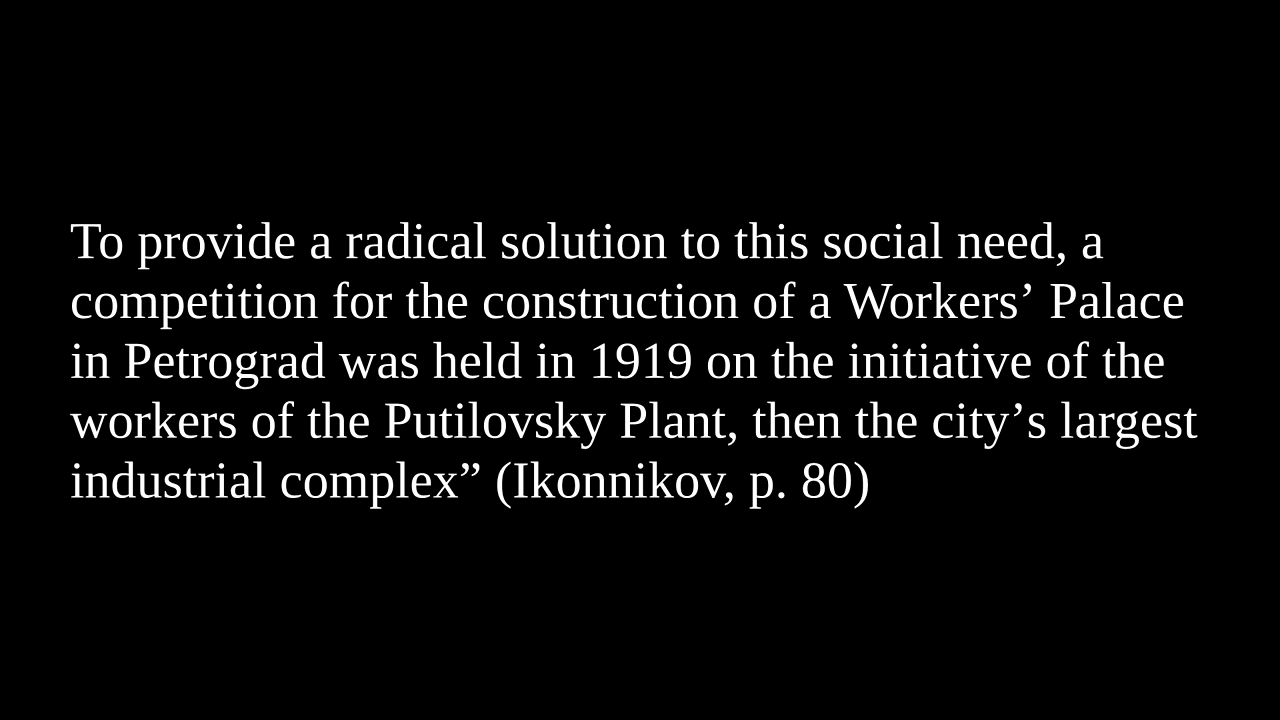 To provide a radical solution to this social need, a
competition for the construction of a Workers’ Palace
in Petrograd was held in 1919 on the initiative of the
workers of the Putilovsky Plant, then the city’s largest
industrial complex” (Ikonnikov, p. 80)